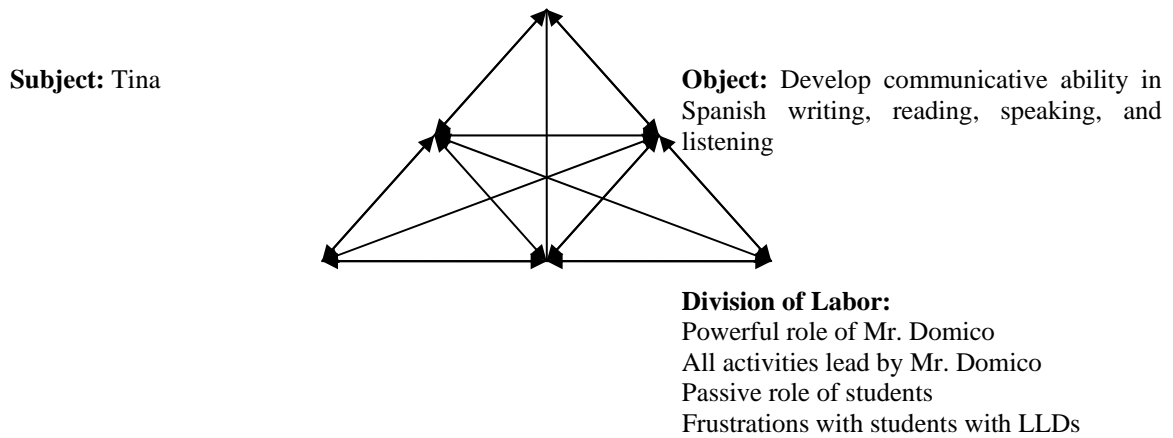 Subject: Tina
Object: Develop communicative ability in
Spanish writing, reading, speaking, and
listening
Division of Labor:
Powerful role of Mr. Domico
All activities lead by Mr. Domico
Passive role of students
Frustrations with students with LLDs